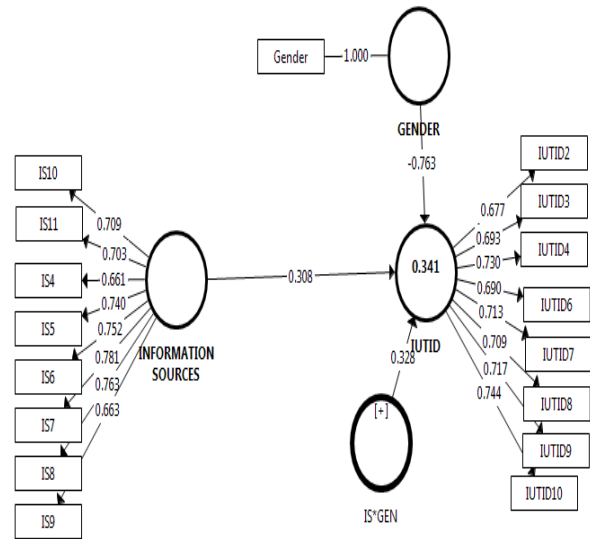 Gender
1.000
GENDER
-0.763
IS10
IS11
IS4
IS5
IS6
IS7
IS8
IS9
0.709
0.703
0.661
0.740
0.752
0.781
0.763
0.663
INFORMATION
SOURCES
0.308
0.341
IUTID
0.328
[+]
IS*GEN
0.677
0.693
0.730
0.690
0.713
0.709
0.717
0.744
IUTID2
IUTID3
IUTID4
IUTID6
IUTID7
IUTID8
IUTID9
IUTID10